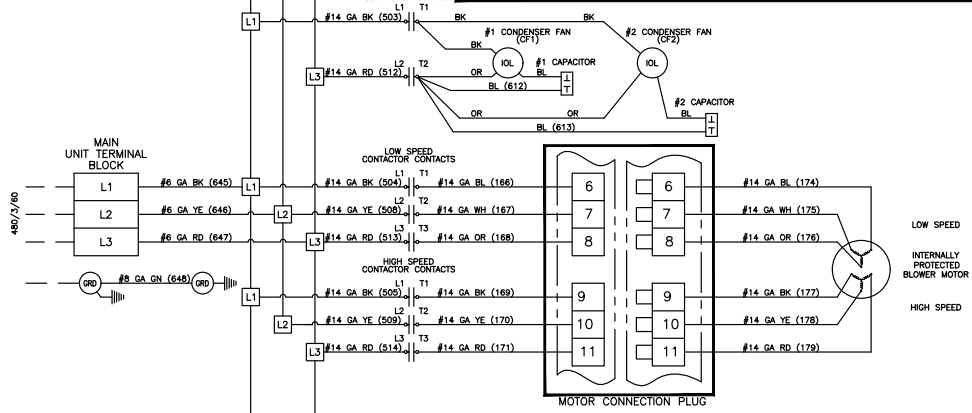 L1 T1
L1 #14 GA BK (503) BK BK
#1 CONDENSER FAN
(CF1)
#2 CONDENSER FAN
(CF2)
BK
IOL
#1 CAPACITOR
IOL
L2 T2
L3 #14 GA RD (512) OR BL
BL (612)
#2 CAPACITOR
OR OR BL
BL (613)
MAIN
UNIT TERMINAL
BLOCK
LOW SPEED
CONTACTOR CONTACTS
480/3/60
L1 T1
L1 #6 GA BK (645) L1 #14 GA BK (504) #14 GA BL (166) 6 6 #14 GA BL (174)
L2 T2
L2 #6 GA YE (646) L2 #14 GA YE (508) #14 GA WH (167) 7 7 #14 GA WH (175)
LOW SPEED
L3 T3
L3 #6 GA RD (647) L3 #14 GA RD (513) #14 GA OR (168) 8 8 #14 GA OR (176)
INTERNALLY
PROTECTED
BLOWER MOTOR
HIGH SPEED
CONTACTOR CONTACTS
GRD #8 GA GN (648) GRD
L1 T1
L1 #14 GA BK (505) #14 GA BK (169) 9 9 #14 GA BK (177)
HIGH SPEED
L2 T2
L2 #14 GA YE (509) #14 GA YE (170) 10 10 #14 GA YE (178)
L3 T3
L3 #14 GA RD (514) #14 GA RD (171) 11 11 #14 GA RD (179)
MOTOR CONNECTION PLUG